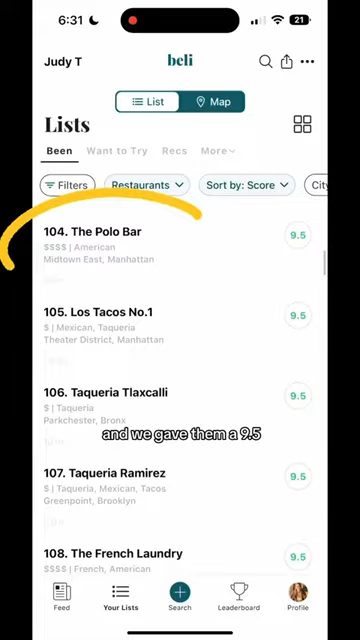 6:31
21
Judy T
beli
List
Map
Lists
Been
Want to Try
Recs
More
Filters
Restaurants
Sort by: Score
City
104. The Polo Bar
9.5
$$$$ | American
Midtown East, Manhattan
105. Los Tacos No.1
9.5
$ | Mexican, Taqueria
Theater District, Manhattan
106. Taqueria Tlaxcalli
9.5
$ | Taqueria
Parkchester, Bronx
and we gave them a 9.5
107. Taqueria Ramirez
9.5
$ | Taqueria, Mexican, Tacos
Greenpoint, Brooklyn
108. The French Laundry
9.5
$$$$ | French, American
Feed
Your Lists
Search
Leaderboard
Profile